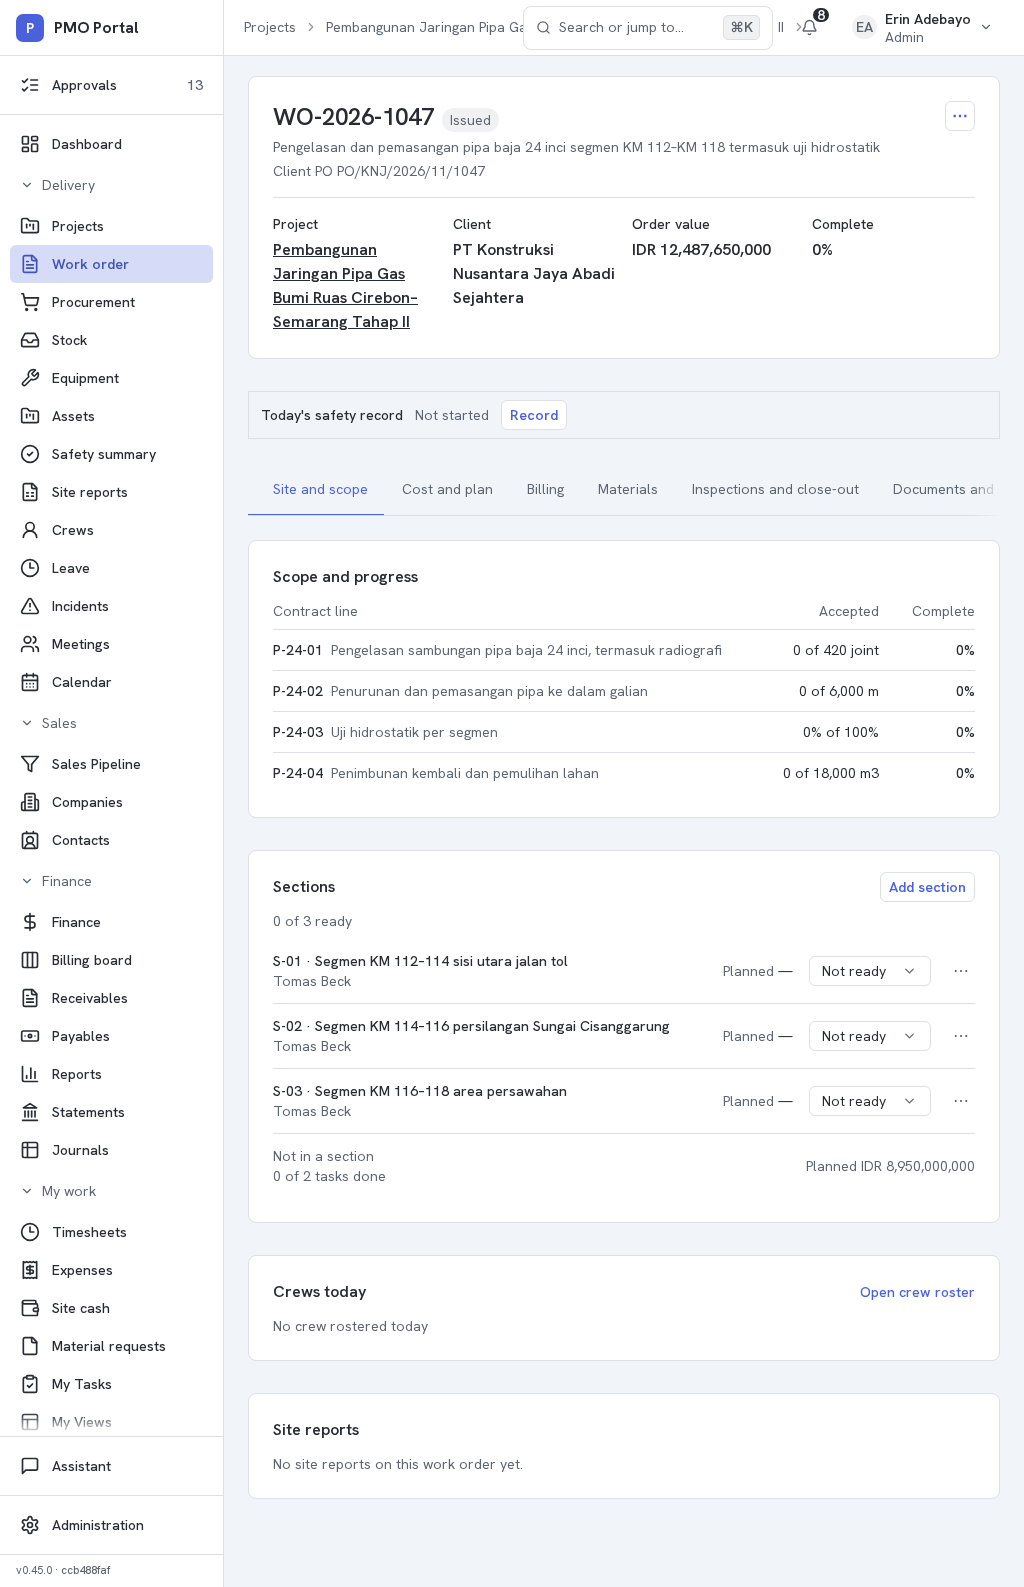 P PMO Portal
Approvals 13
Dashboard
Delivery
Projects
Work order
Procurement
Stock
Equipment
Assets
Safety summary
Site reports
Crews
Leave
Incidents
Meetings
Calendar
Sales
Sales Pipeline
Companies
Contacts
Finance
Finance
Billing board
Receivables
Payables
Reports
Statements
Journals
My work
Timesheets
Expenses
Site cash
Material requests
My Tasks
My Views
Assistant
Administration
v0.45.0 · ccb488faf
Projects Pembangunan Jaringan Pipa Ga
Search or jump to... ⌘K
II
8
EA
Erin Adebayo
Admin
WO-2026-1047 Issued
Pengelasan dan pemasangan pipa baja 24 inci segmen KM 112–KM 118 termasuk uji hidrostatik
Client PO PO/KNJ/2026/11/1047
Project
Pembangunan
Jaringan Pipa Gas
Bumi Ruas Cirebon–
Semarang Tahap II
Client
PT Konstruksi
Nusantara Jaya Abadi
Sejahtera
Order value
IDR 12,487,650,000
Complete
0%
Today's safety record Not started Record
Site and scope Cost and plan Billing Materials Inspections and close-out Documents and
Scope and progress
Contract line Accepted Complete
P-24-01 Pengelasan sambungan pipa baja 24 inci, termasuk radiografi 0 of 420 joint 0%
P-24-02 Penurunan dan pemasangan pipa ke dalam galian 0 of 6,000 m 0%
P-24-03 Uji hidrostatik per segmen 0% of 100% 0%
P-24-04 Penimbunan kembali dan pemulihan lahan 0 of 18,000 m3 0%
Sections Add section
0 of 3 ready
S-01 · Segmen KM 112–114 sisi utara jalan tol
Tomas Beck
Planned — Not ready
S-02 · Segmen KM 114–116 persilangan Sungai Cisanggarung
Tomas Beck
Planned — Not ready
S-03 · Segmen KM 116–118 area persawahan
Tomas Beck
Planned — Not ready
Not in a section
0 of 2 tasks done
Planned IDR 8,950,000,000
Crews today Open crew roster
No crew rostered today
Site reports
No site reports on this work order yet.